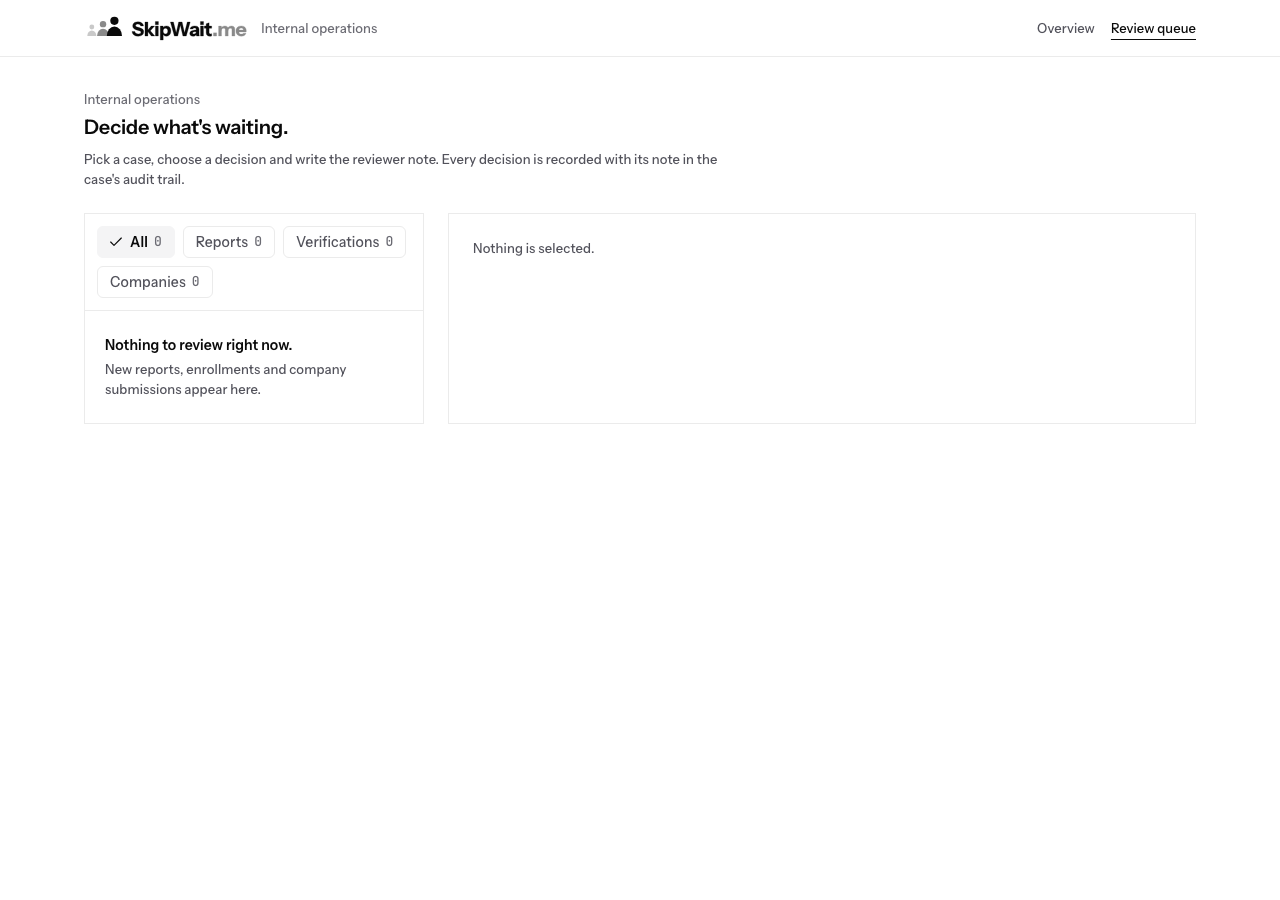 SkipWait.me Internal operations Overview Review queue
Internal operations
Decide what's waiting.
Pick a case, choose a decision and write the reviewer note. Every decision is recorded with its note in the
case's audit trail.
All 0 Reports 0 Verifications 0
Companies 0
Nothing is selected.
Nothing to review right now.
New reports, enrollments and company
submissions appear here.